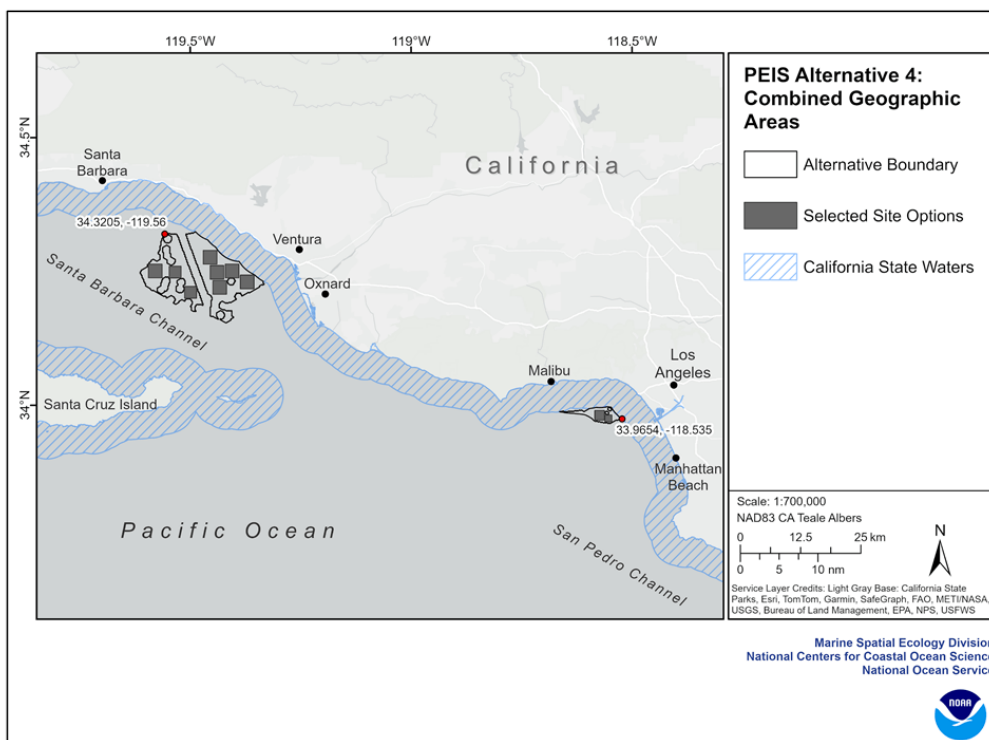 119.5°W
119°W
118.5°W
34.5°N
34°N
Santa
Barbara
34.3205, -119.56
Ventura
Oxnard
Santa Barbara Channel
California
Malibu
Los
Angeles
Santa Cruz Island
33.9654, -118.535
Manhattan
Beach
Pacific Ocean
San Pedro Channel
PEIS Alternative 4:
Combined Geographic
Areas
Alternative Boundary
Selected Site Options
California State Waters
Scale: 1:700,000
NAD83 CA Teale Albers
0 12.5 25 km
0 5 10 nm
N
Service Layer Credits: Light Gray Base: California State
Parks, Esri, TomTom, Garmin, SafeGraph, FAO, METI/NASA,
USGS, Bureau of Land Management, EPA, NPS, USFWS
Marine Spatial Ecology Division
National Centers for Coastal Ocean Science
National Ocean Service
NOAA